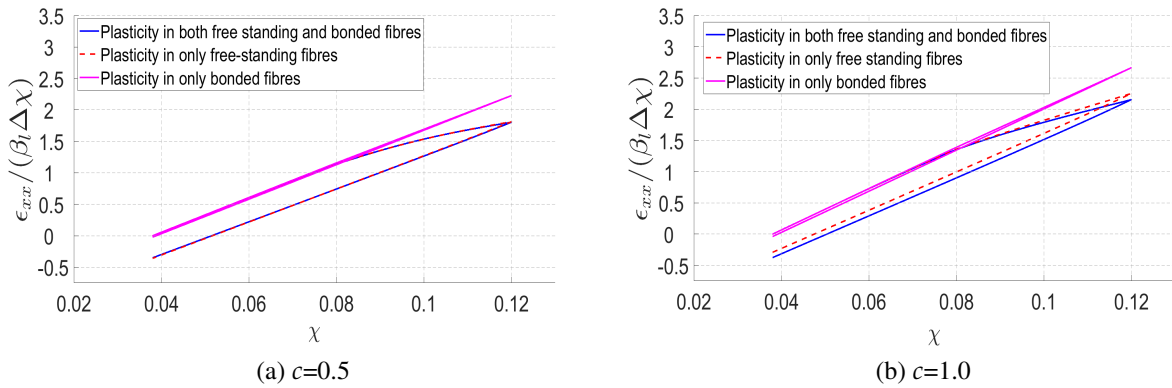 3.5
3
2.5
2
1.5
1
0.5
0
-0.5
ϵxx/(βlΔχ)
Plasticity in both free standing and bonded fibres
Plasticity in only free-standing fibres
Plasticity in only bonded fibres
0.02 0.04 0.06 0.08 0.1 0.12
χ
(a) c=0.5
3.5
3
2.5
2
1.5
1
0.5
0
-0.5
ϵxx/(βlΔχ)
Plasticity in both free standing and bonded fibres
Plasticity in only free standing fibres
Plasticity in only bonded fibres
0.02 0.04 0.06 0.08 0.1 0.12
χ
(b) c=1.0